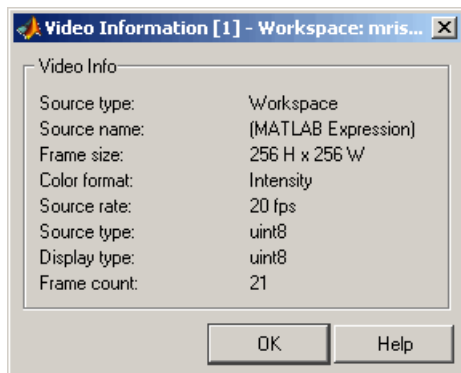 Video Information [1] - Workspace: mris...
Video Info
Source type: Workspace
Source name: (MATLAB Expression)
Frame size: 256 H x 256 W
Color format: Intensity
Source rate: 20 fps
Source type: uint8
Display type: uint8
Frame count: 21
OK Help